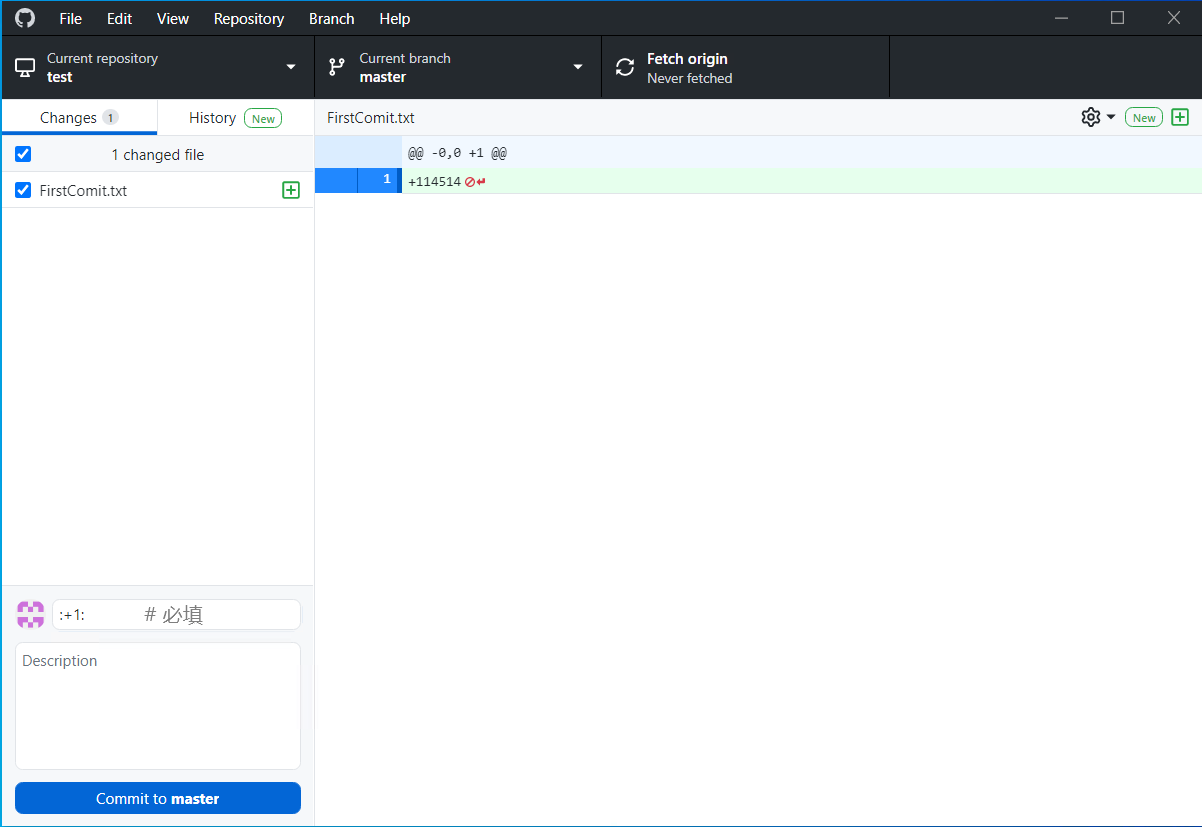 File Edit View Repository Branch Help
Current repository
test
Current branch
master
Fetch origin
Never fetched
Changes 1
History New
FirstComit.txt
New
1 changed file
@@ -0,0 +1 @@
FirstComit.txt
1 +114514
:+1: # 必填
Description
Commit to master